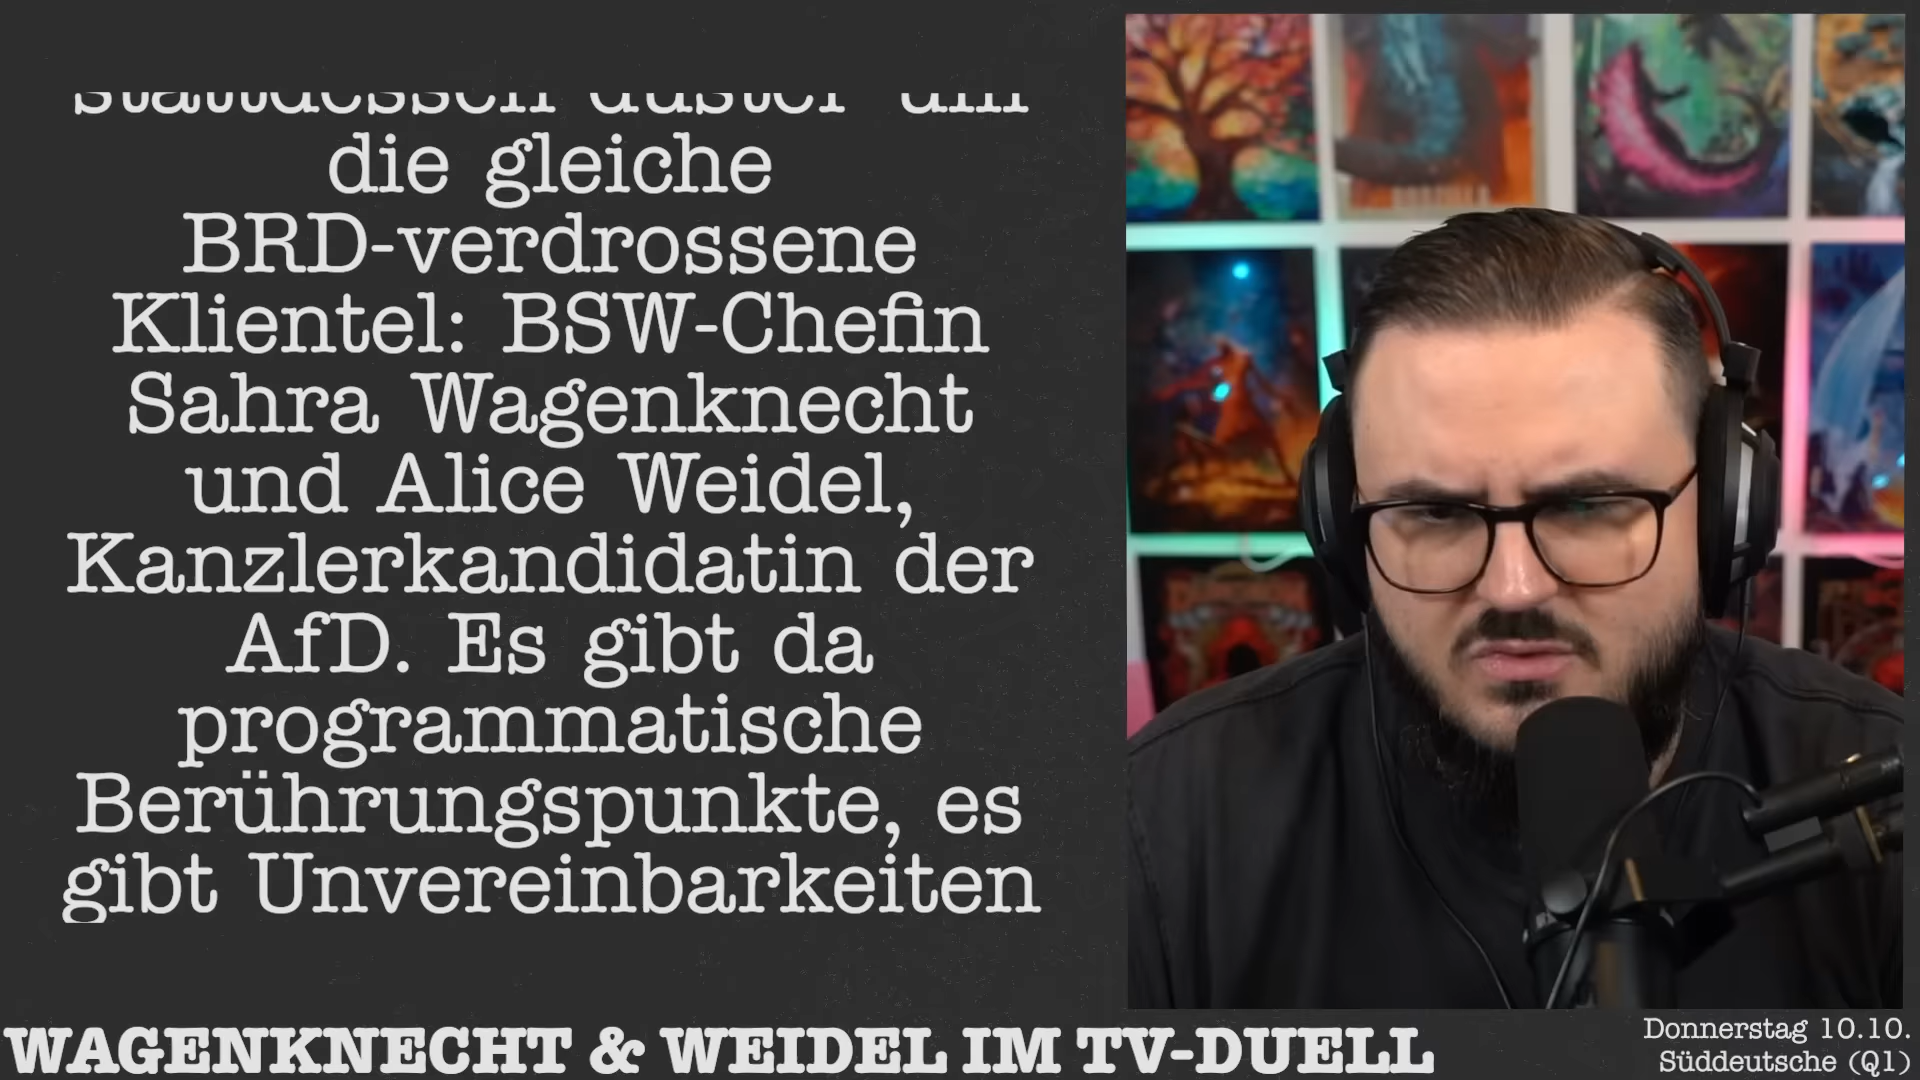 die gleiche
BRD-verdrossene
Klientel: BSW-Chefin
Sahra Wagenknecht
und Alice Weidel,
Kanzlerkandidatin der
AfD. Es gibt da
programmatische
Berührungspunkte, es
gibt Unvereinbarkeiten
WAGENKNECHT & WEIDEL IM TV-DUELL
Donnerstag 10.10.
Süddeutsche (Q1)